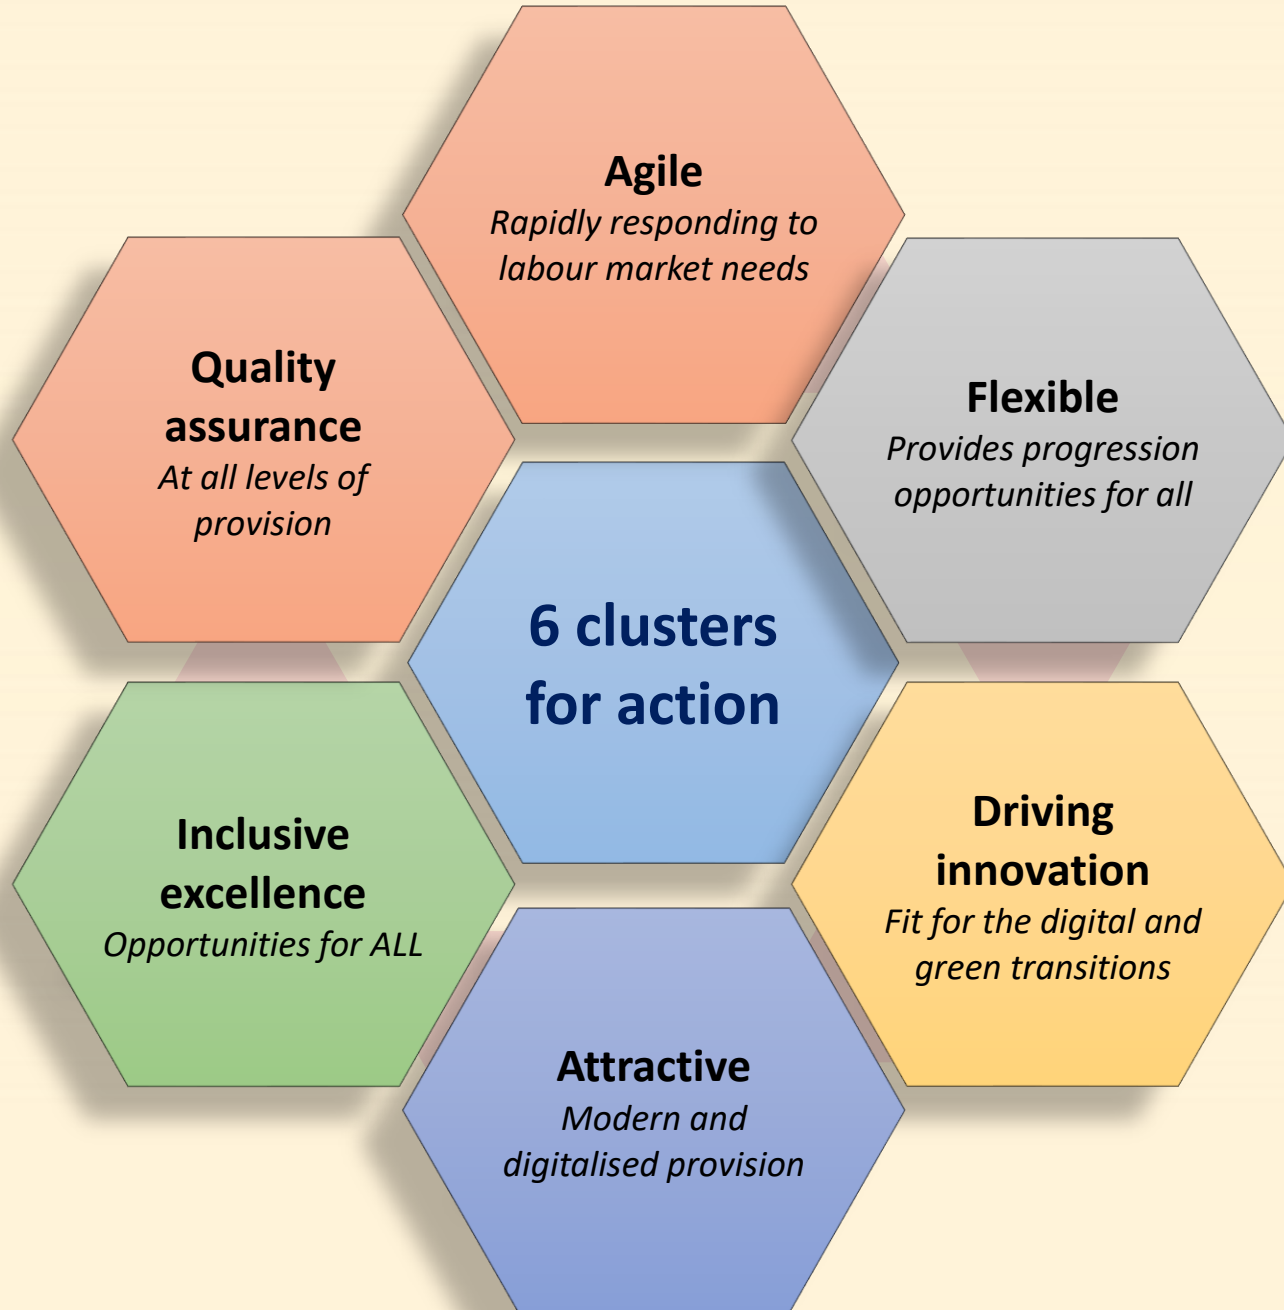 Agile
Rapidly responding to
labour market needs
Quality
assurance
At all levels of
provision
Flexible
Provides progression
opportunities for all
6 clusters
for action
Inclusive
excellence
Opportunities for ALL
Driving
innovation
Fit for the digital and
green transitions
Attractive
Modern and
digitalised provision